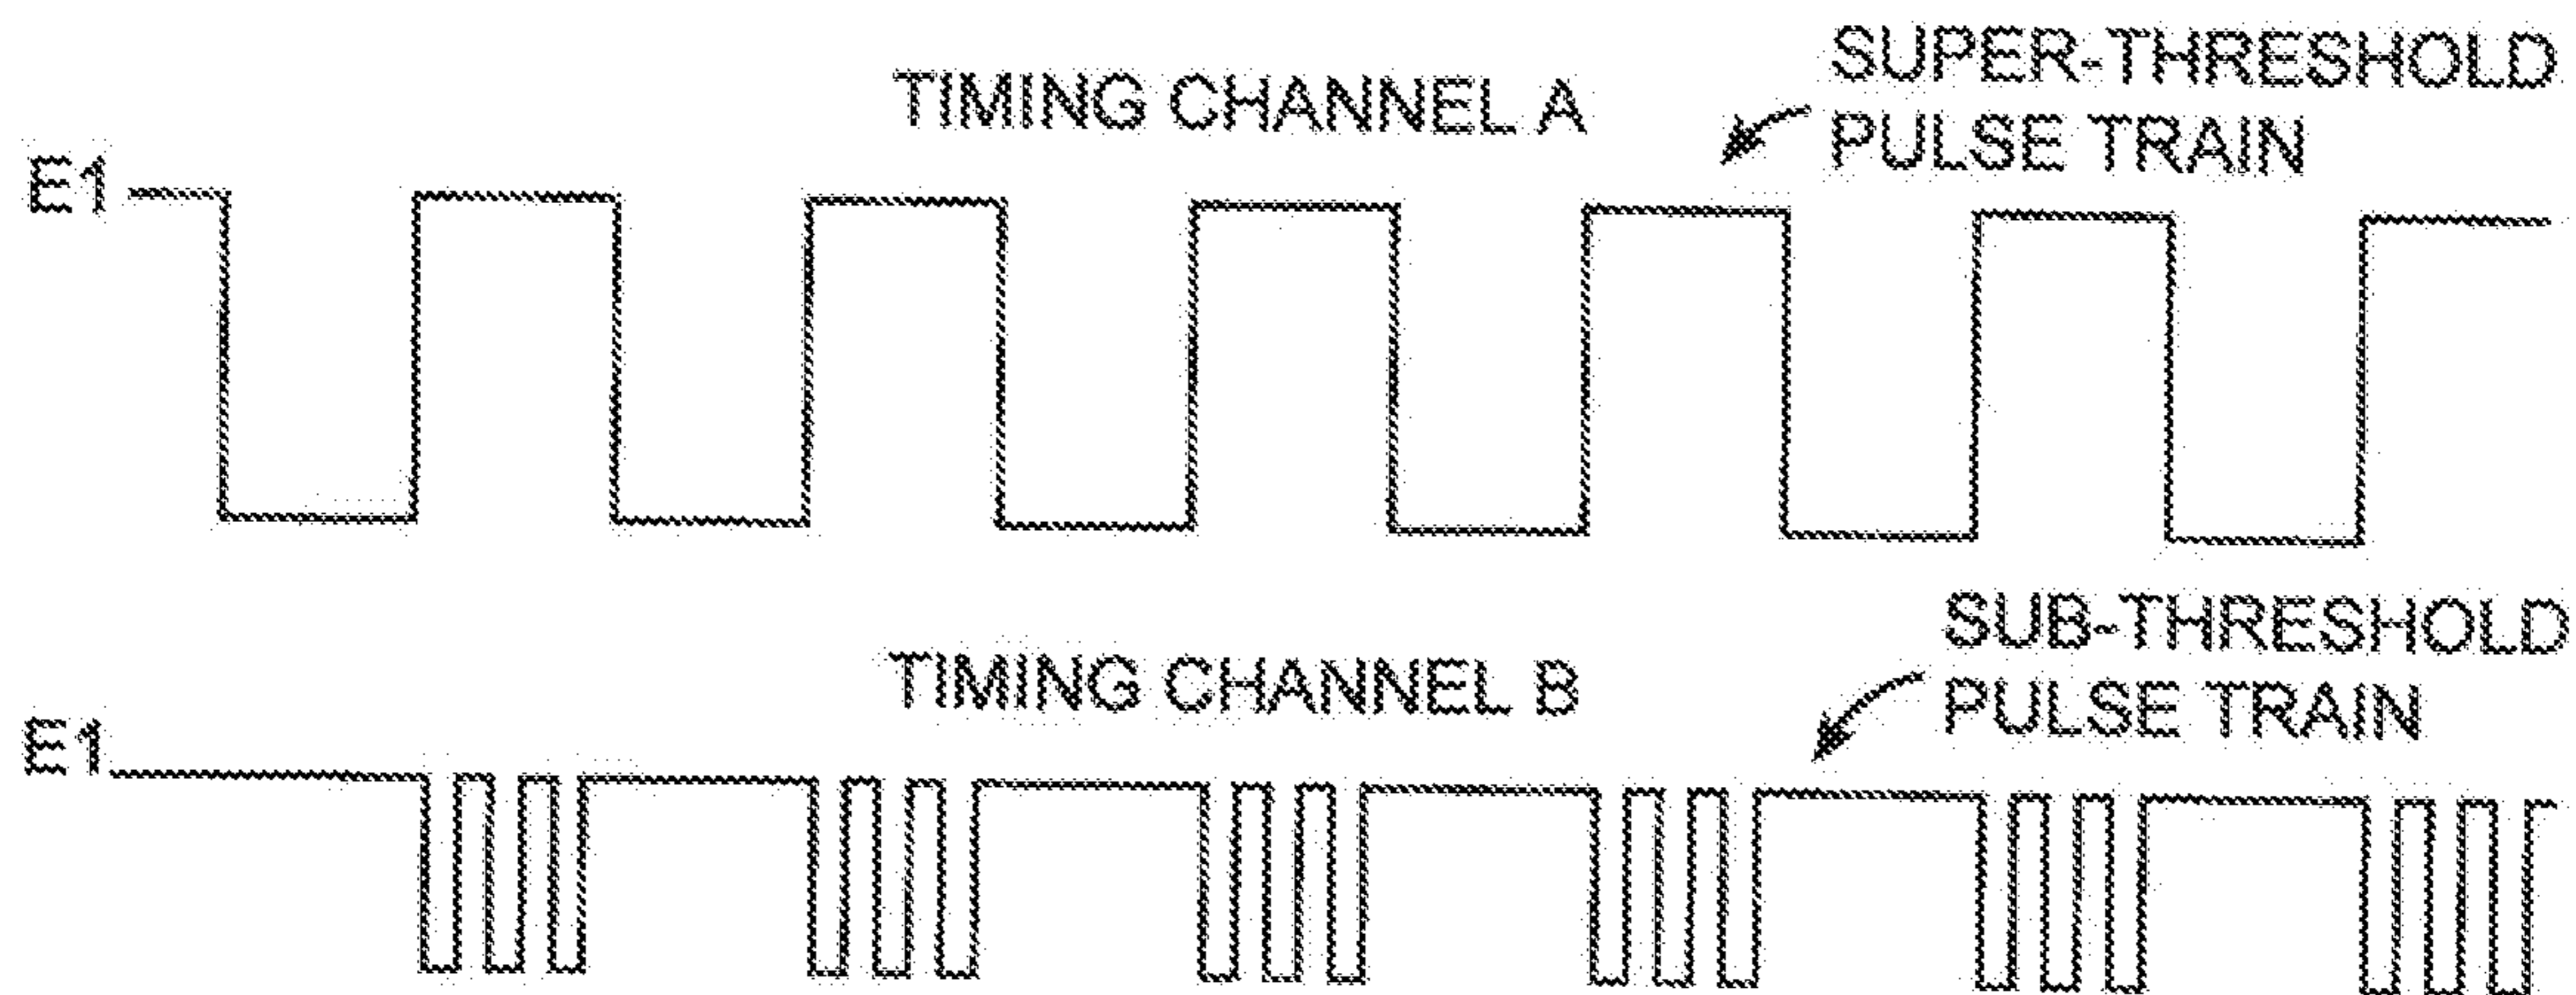 TIMING CHANNEL A
SUPER-THRESHOLD
PULSE TRAIN
E1
TIMING CHANNEL B
SUB-THRESHOLD
PULSE TRAIN
E1